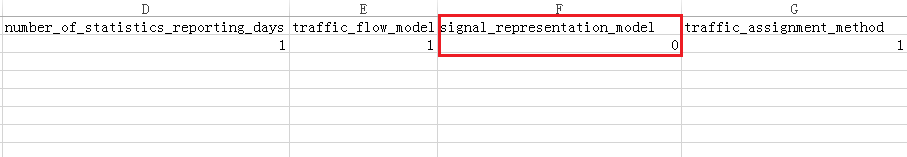 D E F G
number_of_statistics_reporting_days traffic_flow_model signal_representation_model traffic_assignment_method
1 1 0 1